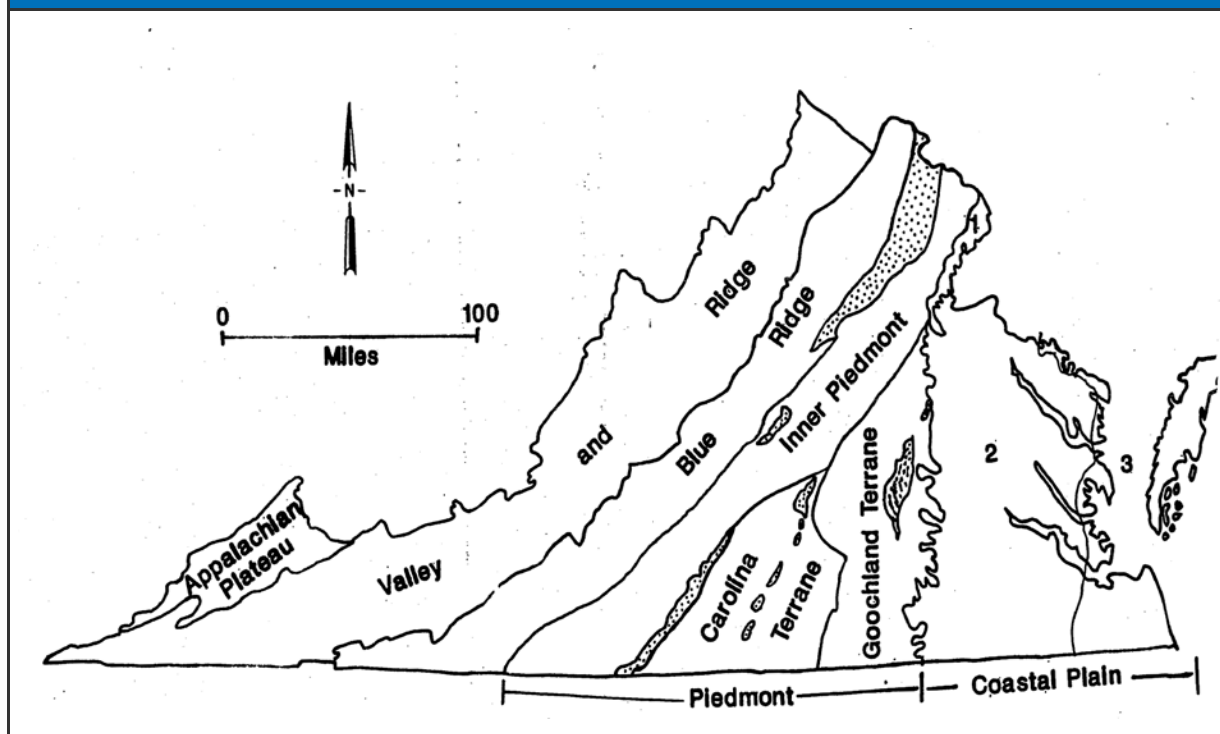 -N-
0 100
Miles
Appalachian
Plateau
Valley
and
Ridge
Blue
Ridge
Inner Piedmont
Carolina
Terrane
Goochland Terrane
1
2
3
Piedmont
Coastal Plain